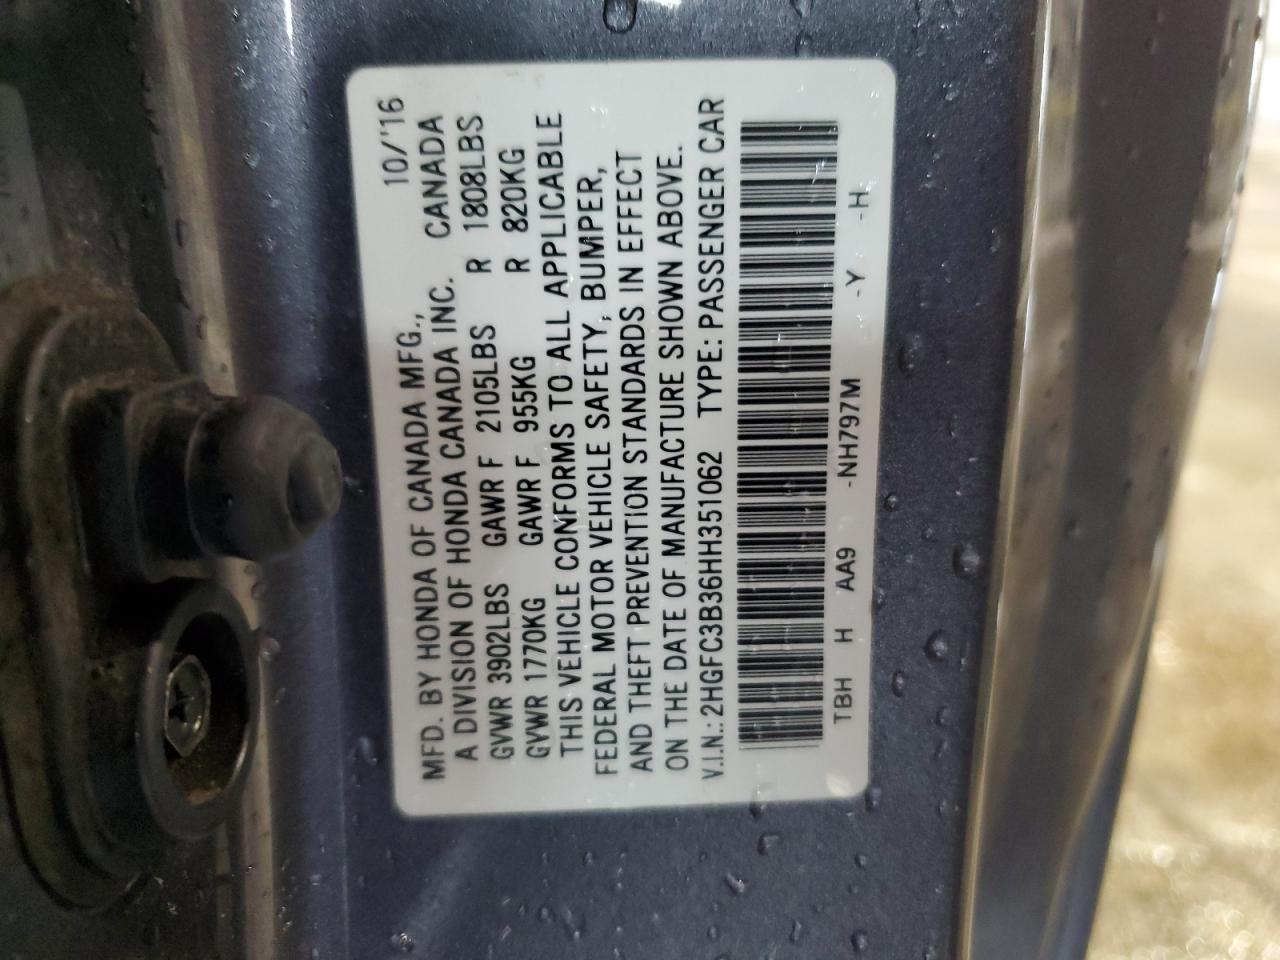 MFD. BY HONDA OF CANADA MFG., 10/'16
A DIVISION OF HONDA CANADA INC. CANADA
GVWR 3902LBS GAWR F 2105LBS R 1808LBS
GVWR 1770KG GAWR F 955KG R 820KG
THIS VEHICLE CONFORMS TO ALL APPLICABLE
FEDERAL MOTOR VEHICLE SAFETY, BUMPER,
AND THEFT PREVENTION STANDARDS IN EFFECT
ON THE DATE OF MANUFACTURE SHOWN ABOVE.
V.I.N.: 2HGFC3B36HH351062 TYPE: PASSENGER CAR
TBH H AA9 -NH797M -Y -H